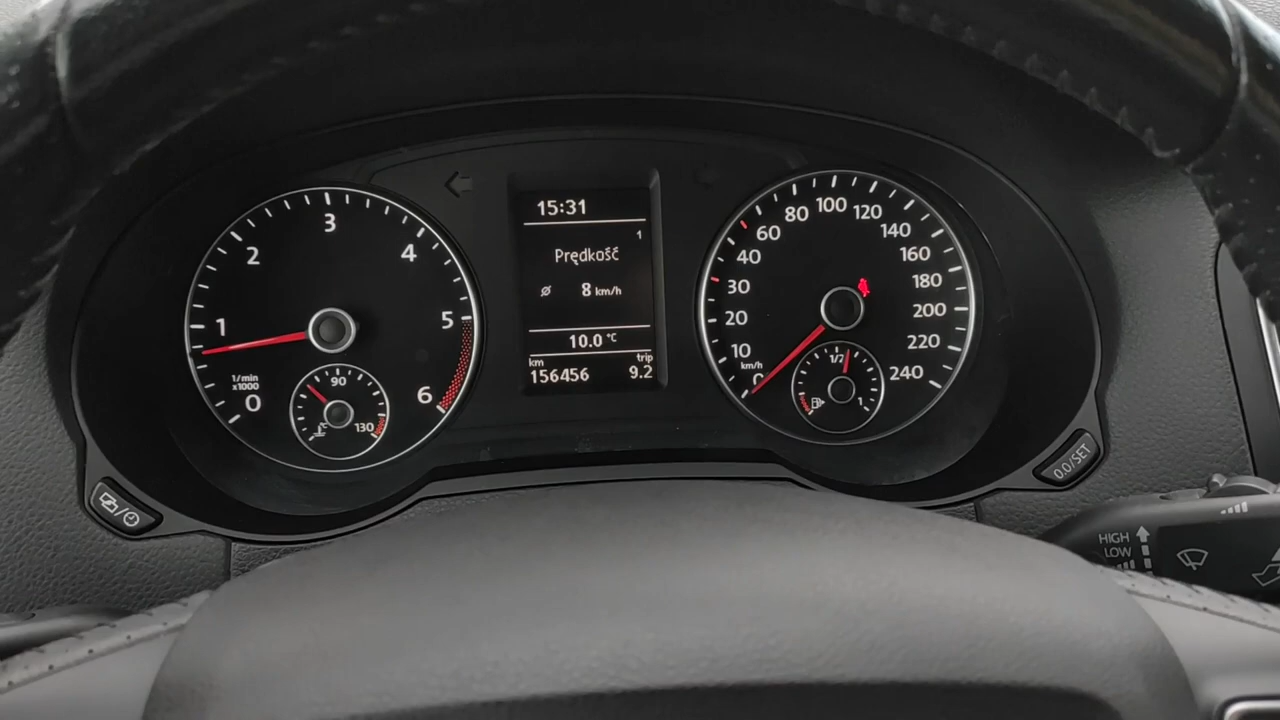 15:31
1
Prędkość
ø 8 km/h
10.0 °C
km trip
156456 9.2
0 1 2 3 4 5 6
1/min
x1000
90
130
°C
0 10 20 30 40 60 80 100 120 140 160 180 200 220 240
km/h
1/2
1
0.0/SET
HIGH
LOW